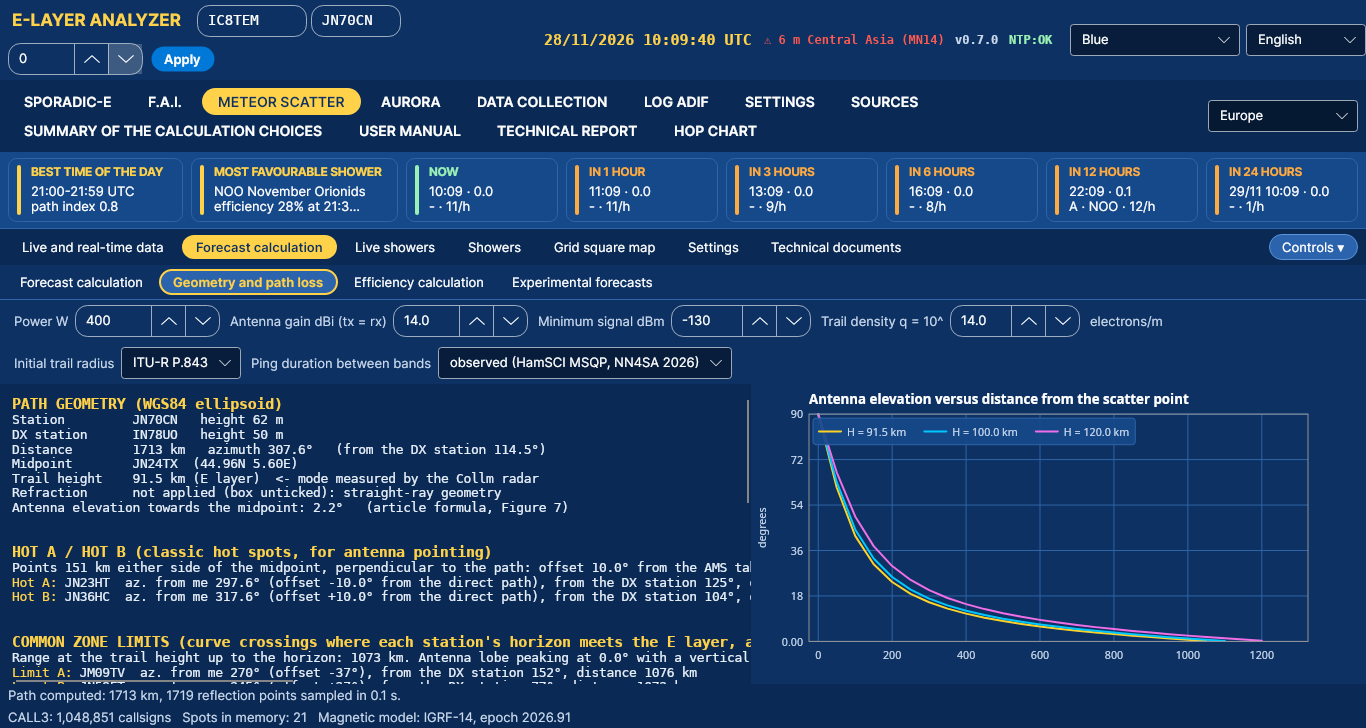 E-LAYER ANALYZER IC8TEM JN70CN
28/11/2026 10:09:40 UTC ⚠ 6 m Central Asia (MN14) v0.7.0 NTP:OK Blue English
0 Apply
SPORADIC-E F.A.I. METEOR SCATTER AURORA DATA COLLECTION LOG ADIF SETTINGS SOURCES
SUMMARY OF THE CALCULATION CHOICES USER MANUAL TECHNICAL REPORT HOP CHART
Europe
BEST TIME OF THE DAY
21:00-21:59 UTC
path index 0.8
MOST FAVOURABLE SHOWER
NOO November Orionids
efficiency 28% at 21:3...
NOW
10:09 · 0.0
- · 11/h
IN 1 HOUR
11:09 · 0.0
- · 11/h
IN 3 HOURS
13:09 · 0.0
- · 9/h
IN 6 HOURS
16:09 · 0.0
- · 8/h
IN 12 HOURS
22:09 · 0.1
A · NOO · 12/h
IN 24 HOURS
29/11 10:09 · 0.0
- · 1/h
Live and real-time data Forecast calculation Live showers Showers Grid square map Settings Technical documents Controls ▾
Forecast calculation Geometry and path loss Efficiency calculation Experimental forecasts
Power W 400 Antenna gain dBi (tx = rx) 14.0 Minimum signal dBm -130 Trail density q = 10^ 14.0 electrons/m
Initial trail radius ITU-R P.843 Ping duration between bands observed (HamSCI MSQP, NN4SA 2026)
PATH GEOMETRY (WGS84 ellipsoid)
Station JN70CN height 62 m
DX station IN78UO height 50 m
Distance 1713 km azimuth 307.6° (from the DX station 114.5°)
Midpoint JN24TX (44.96N 5.60E)
Trail height 91.5 km (E layer) <- mode measured by the Collm radar
Refraction not applied (box unticked): straight-ray geometry
Antenna elevation towards the midpoint: 2.2° (article formula, Figure 7)
HOT A / HOT B (classic hot spots, for antenna pointing)
Points 151 km either side of the midpoint, perpendicular to the path: offset 10.0° from the AMS
Hot A: JN23HT az. from me 297.6° (offset -10.0° from the direct path), from the DX station 125°,
Hot B: JN36HC az. from me 317.6° (offset +10.0° from the direct path), from the DX station 104°,
COMMON ZONE LIMITS (curve crossings where each station's horizon meets the E layer,
Range at the trail height up to the horizon: 1073 km. Antenna lobe peaking at 0.0° with a vertical
Limit A: JM09TV az. from me 270° (offset -37°), from the DX station 152°, distance 1076 km
Antenna elevation versus distance from the scatter point
H = 91.5 km H = 100.0 km H = 120.0 km
90
72
54
36
18
0.00
degrees
0 200 400 600 800 1000 1200
Path computed: 1713 km, 1719 reflection points sampled in 0.1 s.
CALL3: 1,048,851 callsigns Spots in memory: 21 Magnetic model: IGRF-14, epoch 2026.91